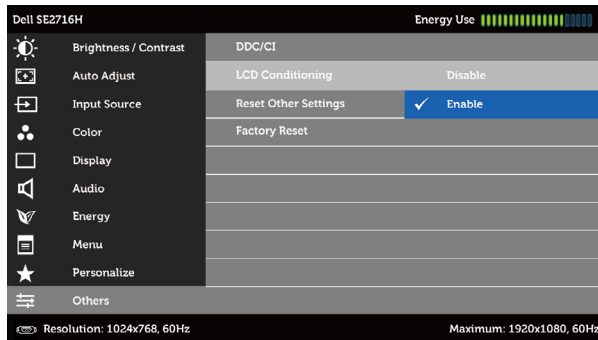 Dell SE2716H Energy Use
Brightness / Contrast DDC/CI
Auto Adjust LCD Conditioning Disable
Input Source Reset Other Settings Enable
Color Factory Reset
Display
Audio
Energy
Menu
Personalize
Others
Resolution: 1024x768, 60Hz Maximum: 1920x1080, 60Hz